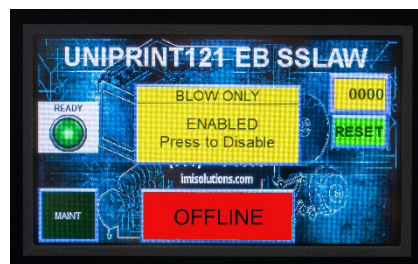 UNIPRINT121 EB SSLAW
READY
BLOW ONLY
ENABLED
Press to Disable
0000
RESET
imisolutions.com
MAINT
OFFLINE